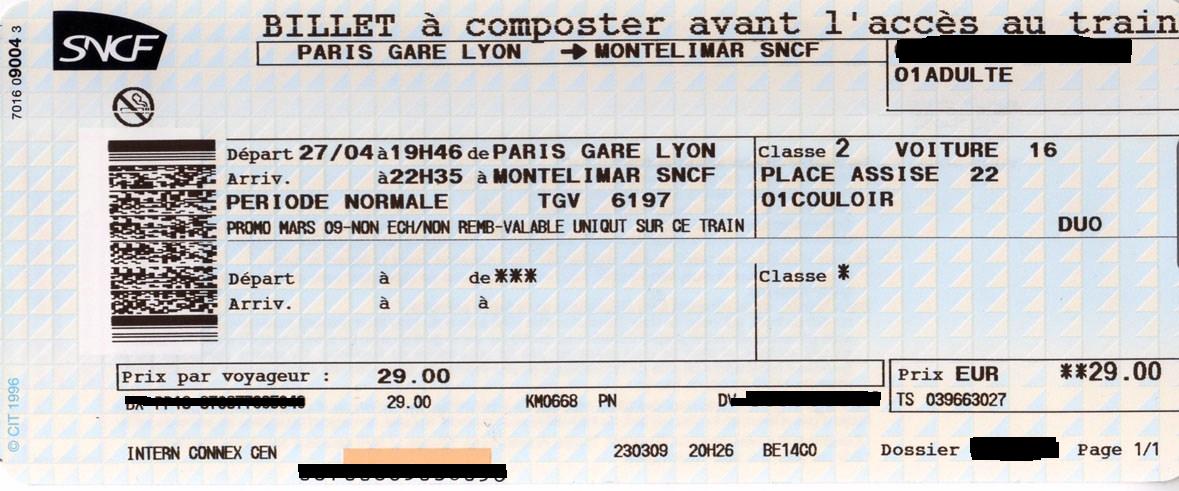 7016 09004 3
SNCF
BILLET à composter avant l'accès au train
PARIS GARE LYON → MONTELIMAR SNCF
01ADULTE
Départ 27/04 à 19H46 de PARIS GARE LYON
Arriv. à 22H35 à MONTELIMAR SNCF
PERIODE NORMALE TGV 6197
PROMO MARS 09-NON ECH/NON REMB-VALABLE UNIQUT SUR CE TRAIN
Classe 2 VOITURE 16
PLACE ASSISE 22
01COULOIR
DUO
Départ à de ***
Arriv. à à
Classe *
Prix par voyageur : 29.00
Prix EUR **29.00
29.00 KM0668 PN DV
TS 039663027
© CIT 1996
INTERN CONNEX CEN 230309 20H26 BE14C0 Dossier Page 1/1